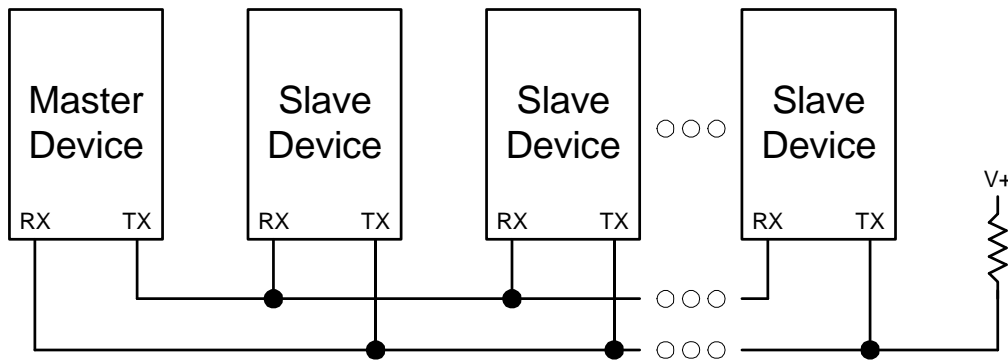 Master
Device
Slave
Device
Slave
Device
Slave
Device
V+
RX TX
RX TX
RX TX
RX TX